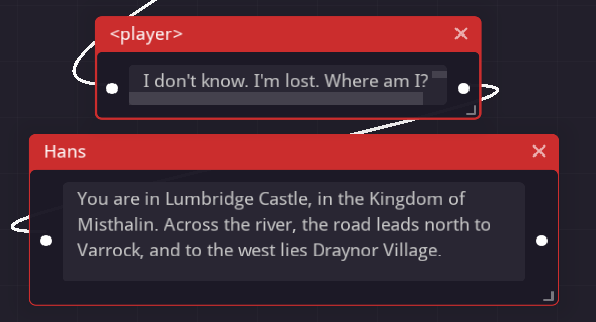 <player>
I don't know. I'm lost. Where am I?
Hans
You are in Lumbridge Castle, in the Kingdom of
Misthalin. Across the river, the road leads north to
Varrock, and to the west lies Draynor Village.